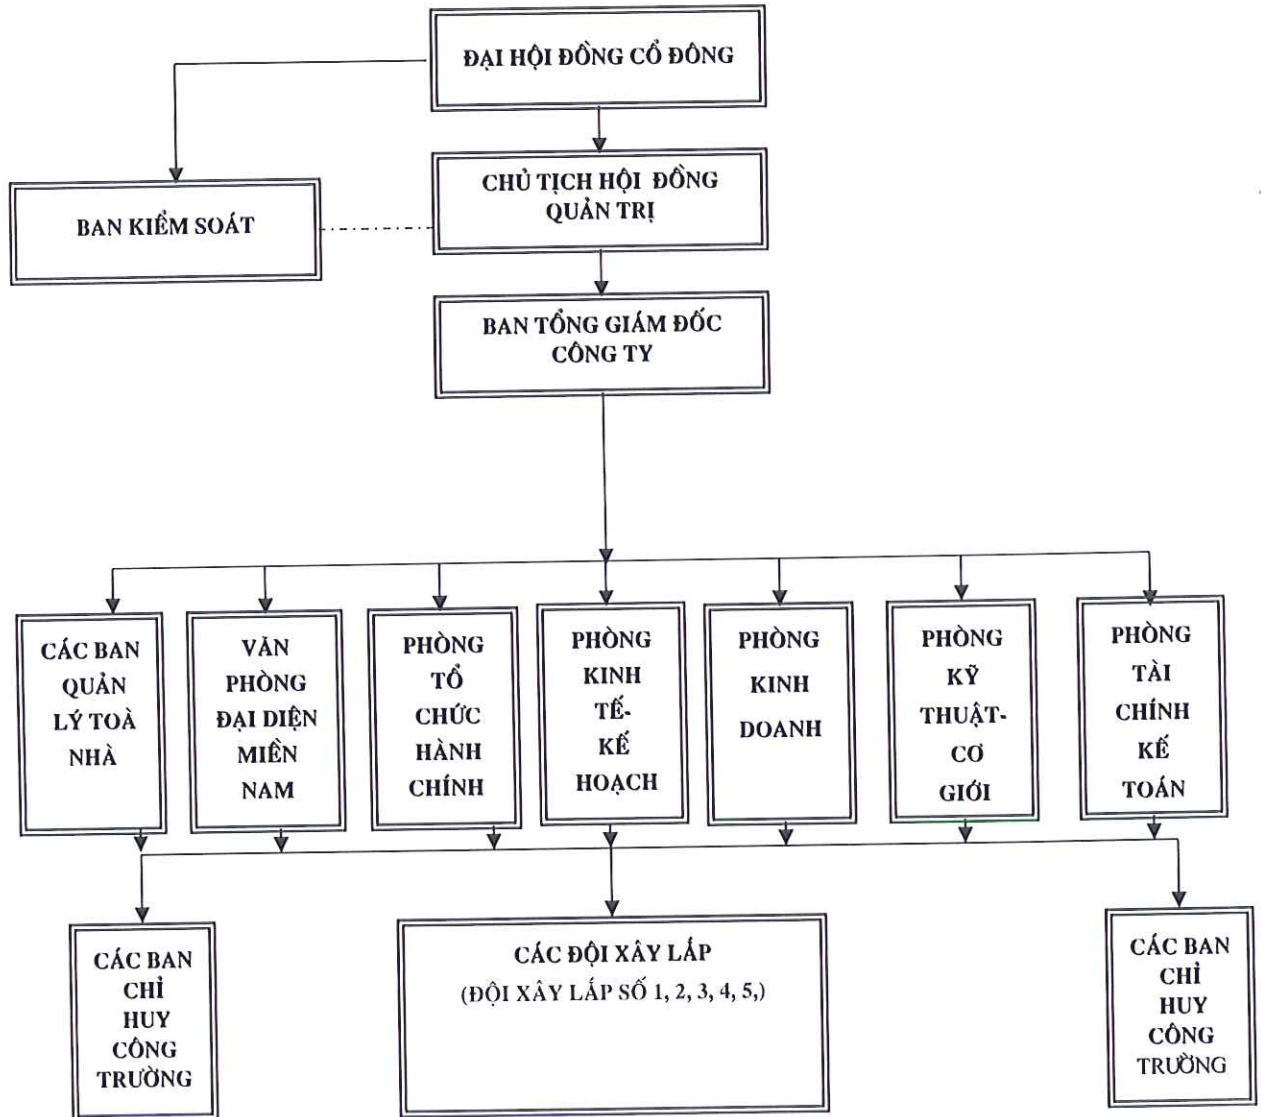 ĐẠI HỘI ĐỒNG CỔ ĐÔNG
CHỦ TỊCH HỘI ĐỒNG
QUẢN TRỊ
BAN KIỂM SOÁT
BAN TỔNG GIÁM ĐỐC
CÔNG TY
CÁC BAN
QUẢN
LÝ TOÀ
NHÀ
VĂN
PHÒNG
ĐẠI DIỆN
MIỀN
NAM
PHÒNG
TỔ
CHỨC
HÀNH
CHÍNH
PHÒNG
KINH
TẾ-
KẾ
HOẠCH
PHÒNG
KINH
DOANH
PHÒNG
KỸ
THUẬT-
CƠ
GIỚI
PHÒNG
TÀI
CHÍNH
KẾ
TOÁN
CÁC BAN
CHỈ
HUY
CÔNG
TRƯỜNG
CÁC ĐỘI XÂY LẮP
(ĐỘI XÂY LẮP SỐ 1, 2, 3, 4, 5,)
CÁC BAN
CHỈ
HUY
CÔNG
TRƯỜNG